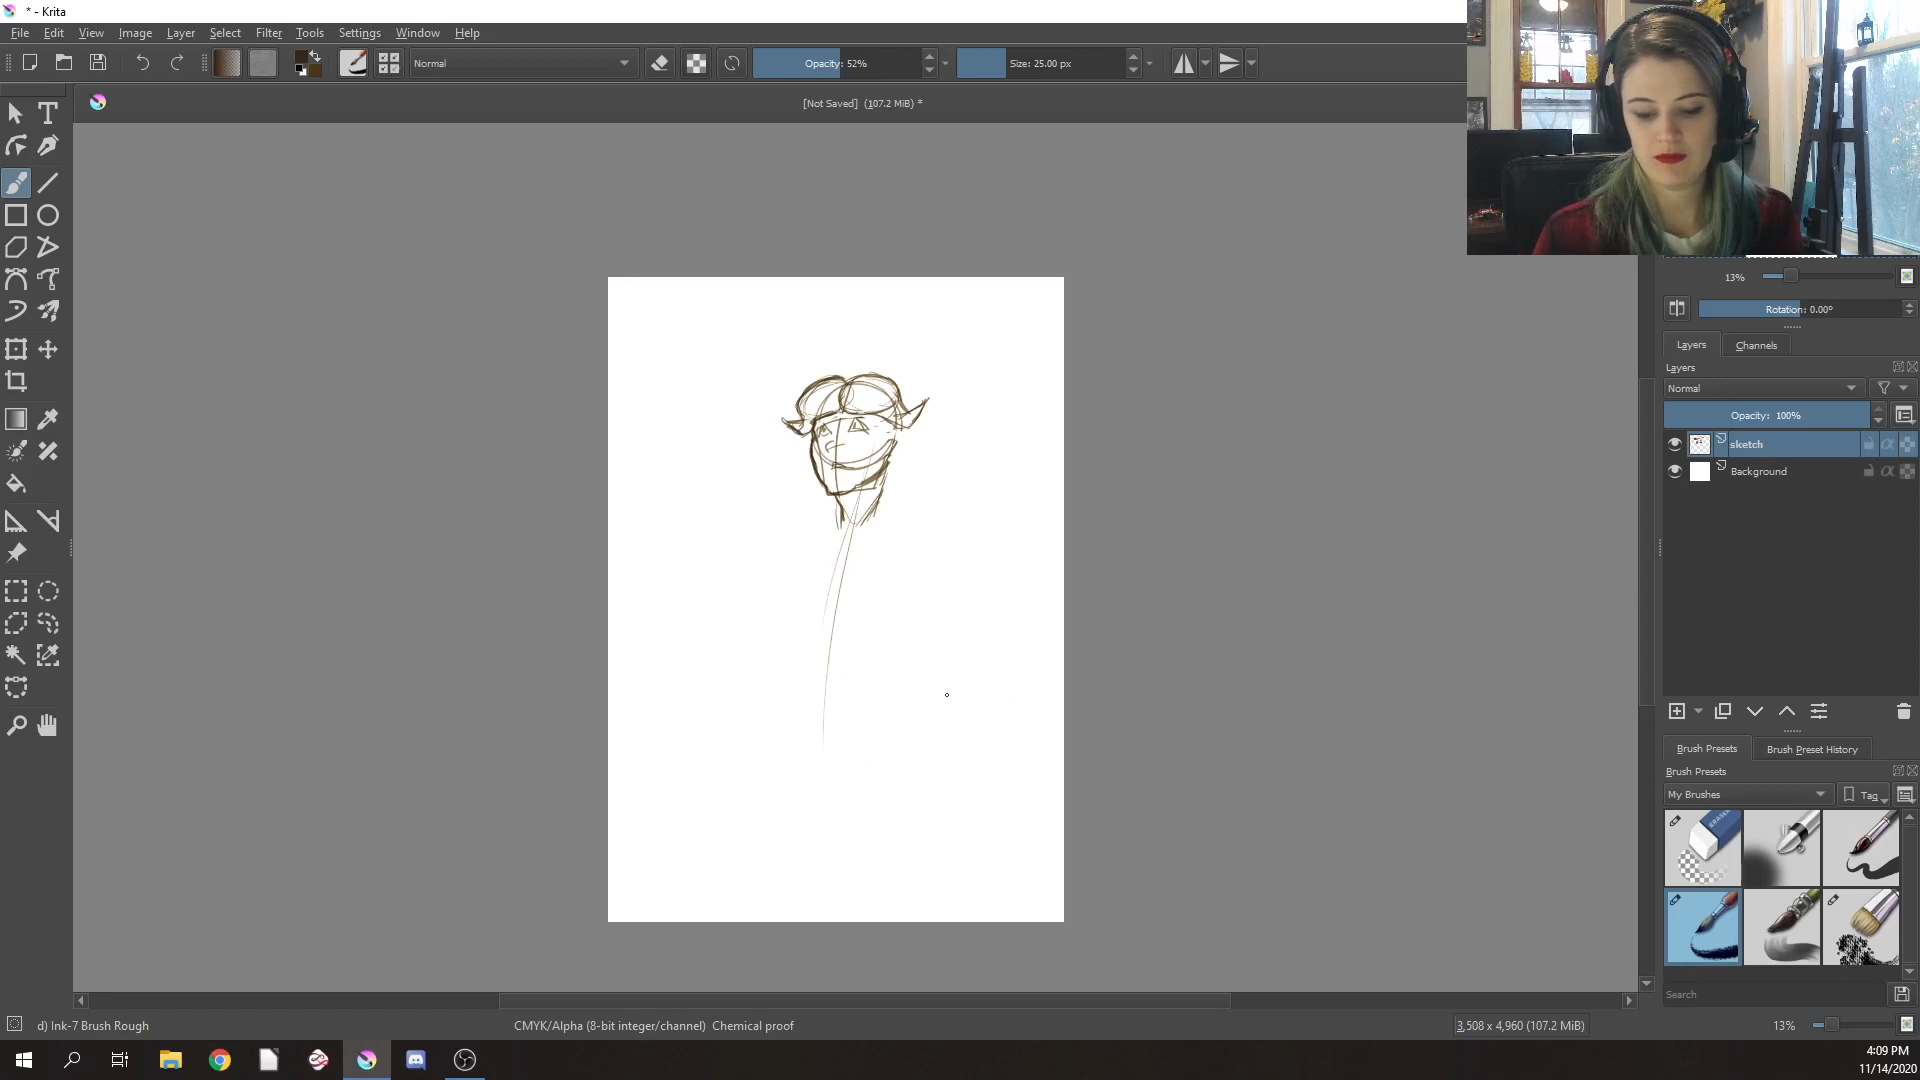 * - Krita
File Edit View Image Layer Select Filter Tools Settings Window Help
Normal Opacity: 52% Size: 25.00 px
[Not Saved] (107.2 MiB) *
13%
Rotation: 0.00°
Layers Channels
Layers
Normal
Opacity: 100%
sketch
Background
Brush Presets Brush Preset History
Brush Presets
My Brushes Tag
ERASER
Search
d) Ink-7 Brush Rough CMYK/Alpha (8-bit integer/channel) Chemical proof 3,508 x 4,960 (107.2 MiB) 13%
4:09 PM
11/14/2020